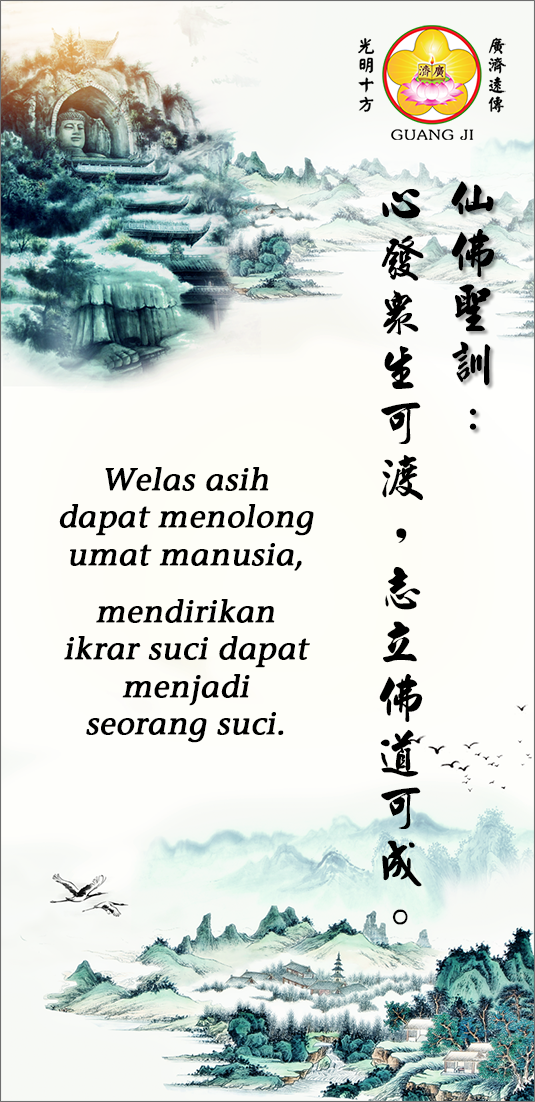 廣濟遠傳
光明十方
廣濟
GUANG JI
仙佛聖訓：
心發衆生可渡，志立佛道可成。
Welas asih
dapat menolong
umat manusia,
mendirikan
ikrar suci dapat
menjadi
seorang suci.